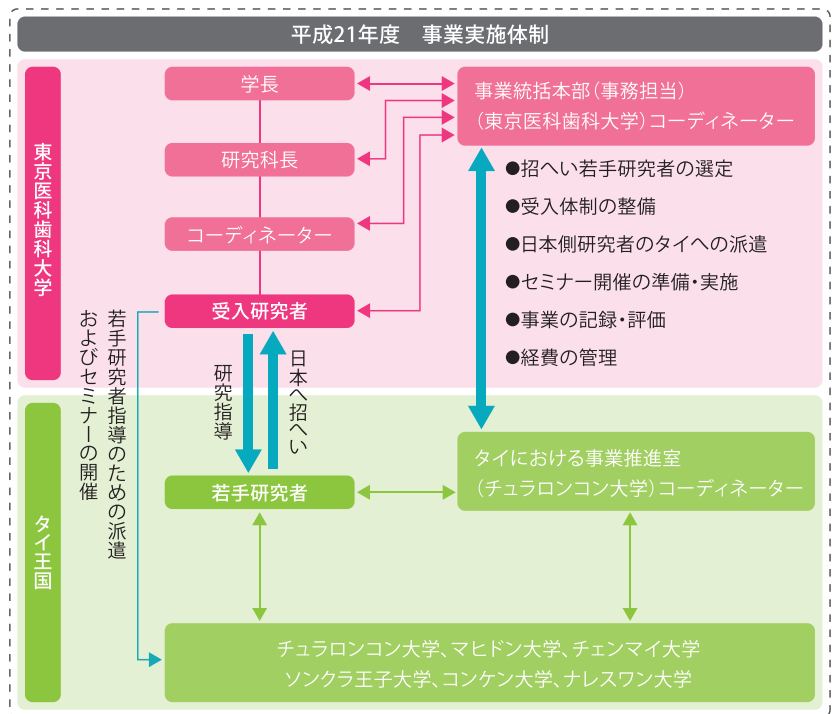 平成21年度　事業実施体制
東京医科歯科大学
学長
研究科長
コーディネーター
受入研究者
事業統括本部（事務担当）
（東京医科歯科大学）コーディネーター
●招へい若手研究者の選定
●受入体制の整備
●日本側研究者のタイへの派遣
●セミナー開催の準備・実施
●事業の記録・評価
●経費の管理
若手研究者指導のための派遣
およびセミナーの開催
研究指導
日本へ招へい
タイ王国
若手研究者
タイにおける事業推進室
（チュラロンコン大学）コーディネーター
チュラロンコン大学、マヒドン大学、チェンマイ大学
ソンクラ王子大学、コンケン大学、ナレスワン大学